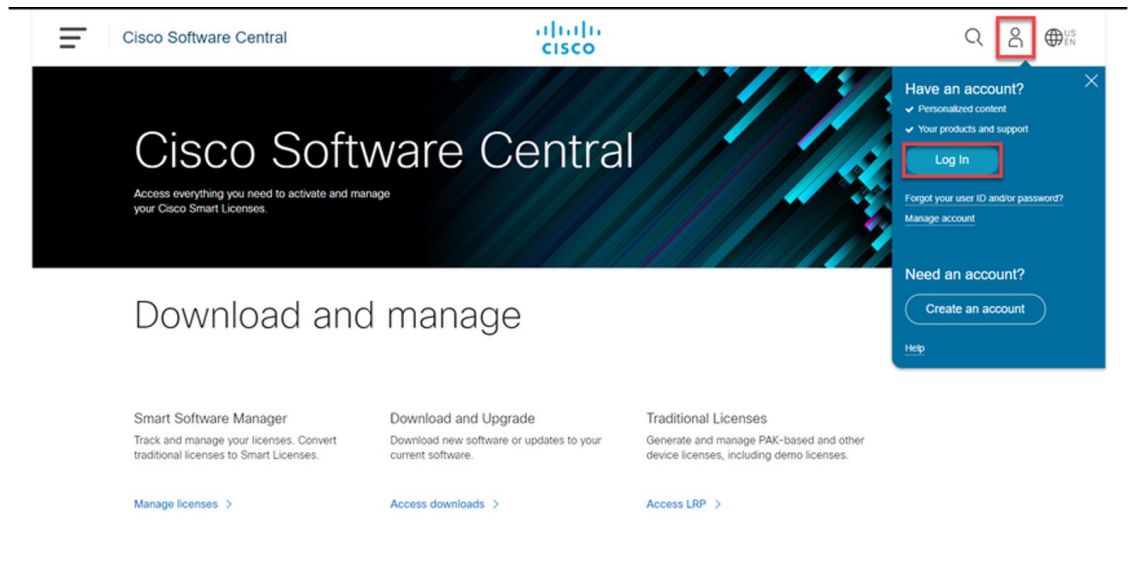 Cisco Software Central
CISCO
US
EN
Cisco Software Central
Access everything you need to activate and manage
your Cisco Smart Licenses.
Have an account?
Personalized content
Your products and support
Log In
Forgot your user ID and/or password?
Manage account
Need an account?
Create an account
Help
Download and manage
Smart Software Manager
Track and manage your licenses. Convert
traditional licenses to Smart Licenses.
Manage licenses
Download and Upgrade
Download new software or updates to your
current software.
Access downloads
Traditional Licenses
Generate and manage PAK-based and other
device licenses, including demo licenses.
Access LRP